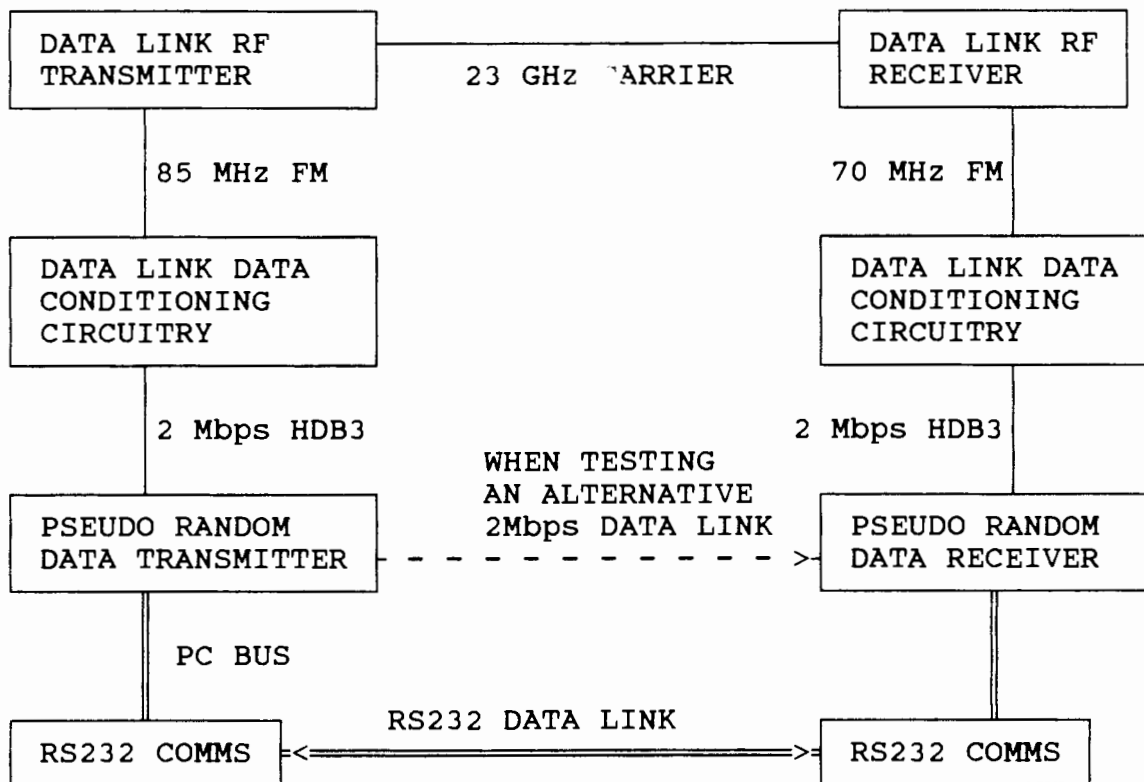 DATA LINK RF
TRANSMITTER
23 GHz CARRIER
DATA LINK RF
RECEIVER
85 MHz FM
70 MHz FM
DATA LINK DATA
CONDITIONING
CIRCUITRY
DATA LINK DATA
CONDITIONING
CIRCUITRY
2 Mbps HDB3
2 Mbps HDB3
WHEN TESTING
AN ALTERNATIVE
2Mbps DATA LINK
PSEUDO RANDOM
DATA TRANSMITTER
PSEUDO RANDOM
DATA RECEIVER
PC BUS
RS232 DATA LINK
RS232 COMMS
RS232 COMMS